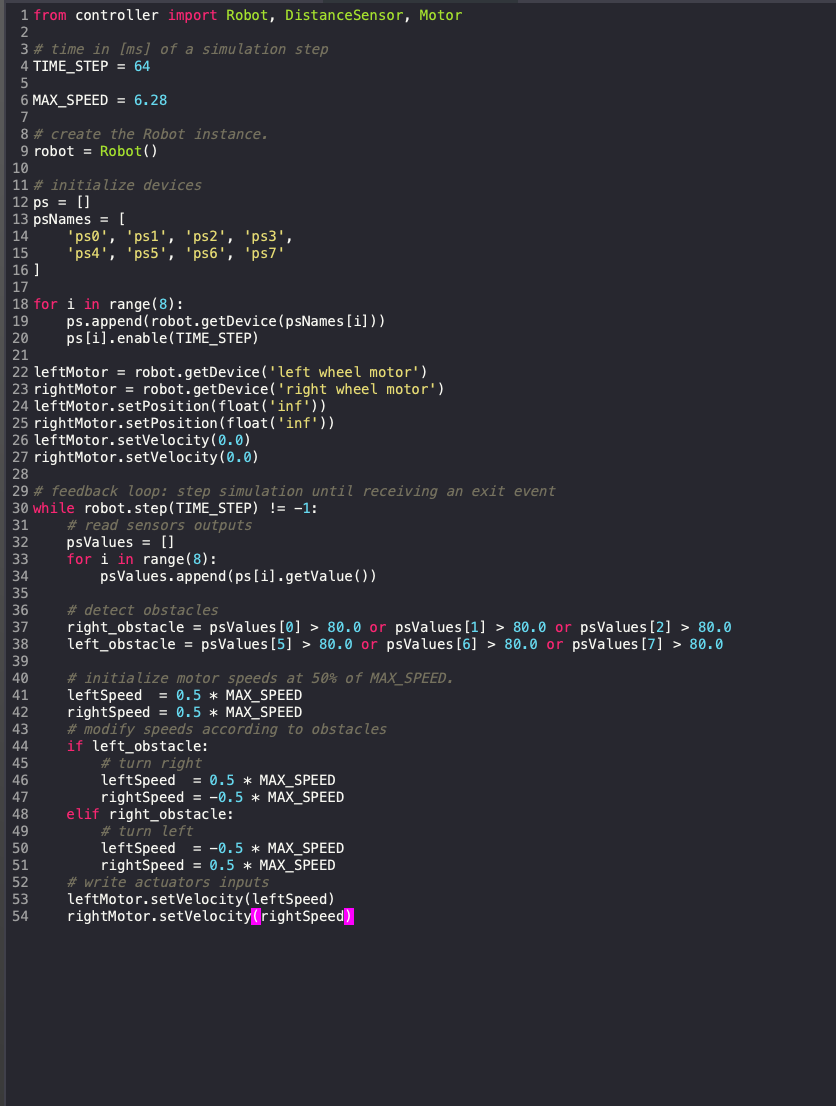 1 from controller import Robot, DistanceSensor, Motor
2
3 # time in [ms] of a simulation step
4 TIME_STEP = 64
5
6 MAX_SPEED = 6.28
7
8 # create the Robot instance.
9 robot = Robot()
10
11 # initialize devices
12 ps = []
13 psNames = [
14     'ps0', 'ps1', 'ps2', 'ps3',
15     'ps4', 'ps5', 'ps6', 'ps7'
16 ]
17
18 for i in range(8):
19     ps.append(robot.getDevice(psNames[i]))
20     ps[i].enable(TIME_STEP)
21
22 leftMotor = robot.getDevice('left wheel motor')
23 rightMotor = robot.getDevice('right wheel motor')
24 leftMotor.setPosition(float('inf'))
25 rightMotor.setPosition(float('inf'))
26 leftMotor.setVelocity(0.0)
27 rightMotor.setVelocity(0.0)
28
29 # feedback loop: step simulation until receiving an exit event
30 while robot.step(TIME_STEP) != -1:
31     # read sensors outputs
32     psValues = []
33     for i in range(8):
34         psValues.append(ps[i].getValue())
35
36     # detect obstacles
37     right_obstacle = psValues[0] > 80.0 or psValues[1] > 80.0 or psValues[2] > 80.0
38     left_obstacle = psValues[5] > 80.0 or psValues[6] > 80.0 or psValues[7] > 80.0
39
40     # initialize motor speeds at 50% of MAX_SPEED.
41     leftSpeed  = 0.5 * MAX_SPEED
42     rightSpeed = 0.5 * MAX_SPEED
43     # modify speeds according to obstacles
44     if left_obstacle:
45         # turn right
46         leftSpeed  = 0.5 * MAX_SPEED
47         rightSpeed = -0.5 * MAX_SPEED
48     elif right_obstacle:
49         # turn left
50         leftSpeed  = -0.5 * MAX_SPEED
51         rightSpeed = 0.5 * MAX_SPEED
52     # write actuators inputs
53     leftMotor.setVelocity(leftSpeed)
54     rightMotor.setVelocity(rightSpeed)